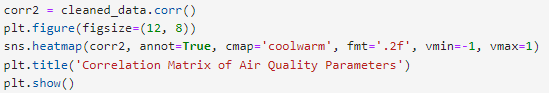 corr2 = cleaned_data.corr()
plt.figure(figsize=(12, 8))
sns.heatmap(corr2, annot=True, cmap='coolwarm', fmt='.2f', vmin=-1, vmax=1)
plt.title('Correlation Matrix of Air Quality Parameters')
plt.show()